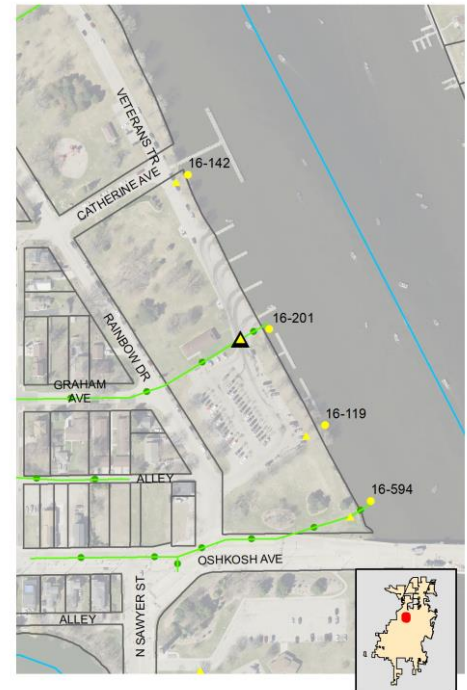 VETERANS TR
16-142
CATHERINE AVE
16-201
RAINBOW DR
GRAHAM
AVE
16-119
ALLEY
16-594
OSHKOSH AVE
N SAWYER ST
ALLEY